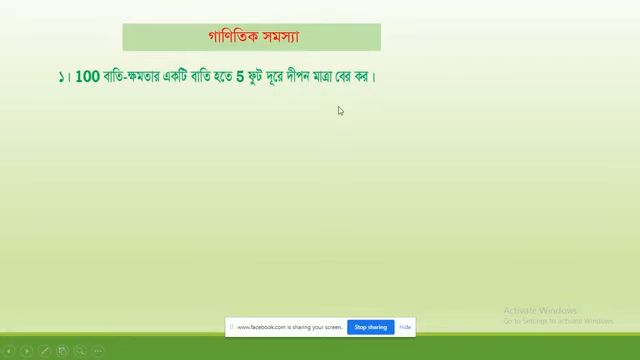 গাণিতিক সমস্যা
১। 100 বাতি-ক্ষমতার একটি বাতি হতে 5 ফুট দূরে দীপন মাত্রা বের কর।
Activate Windows
Go to Settings to activate Windows.
www.facebook.com is sharing your screen. Stop sharing Hide